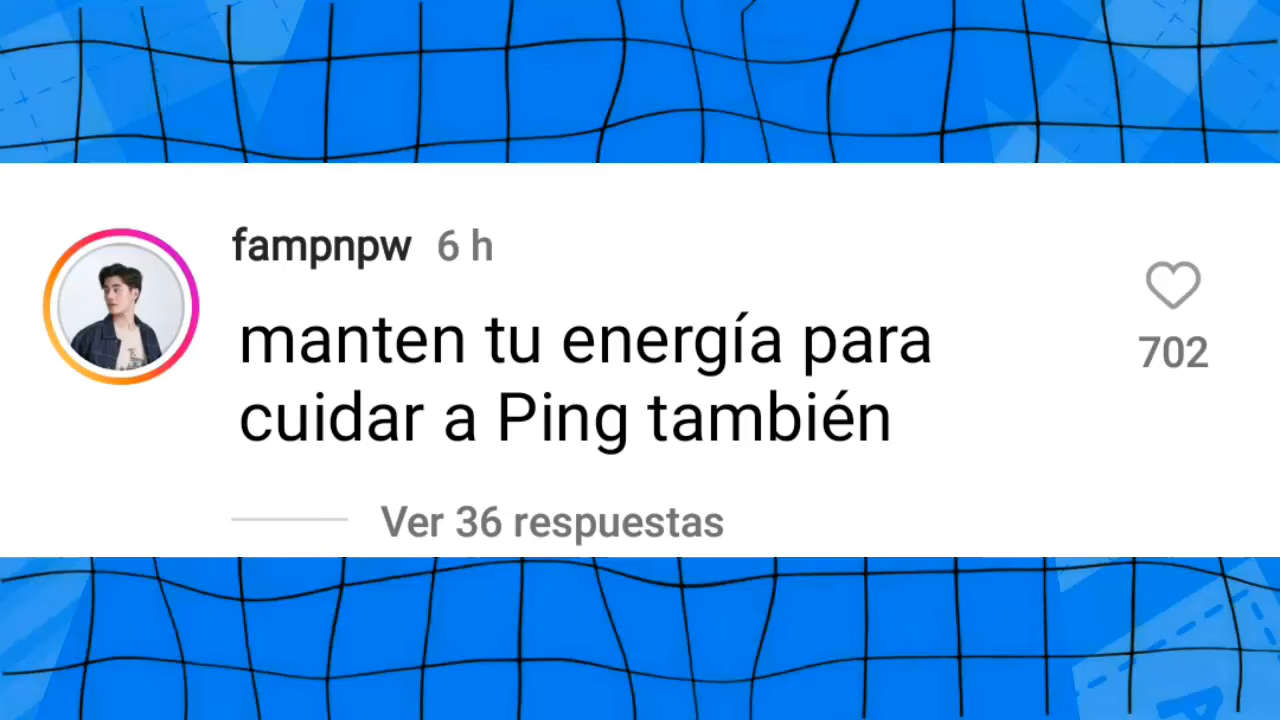 fampnpw 6 h
manten tu energía para
702
cuidar a Ping también
Ver 36 respuestas